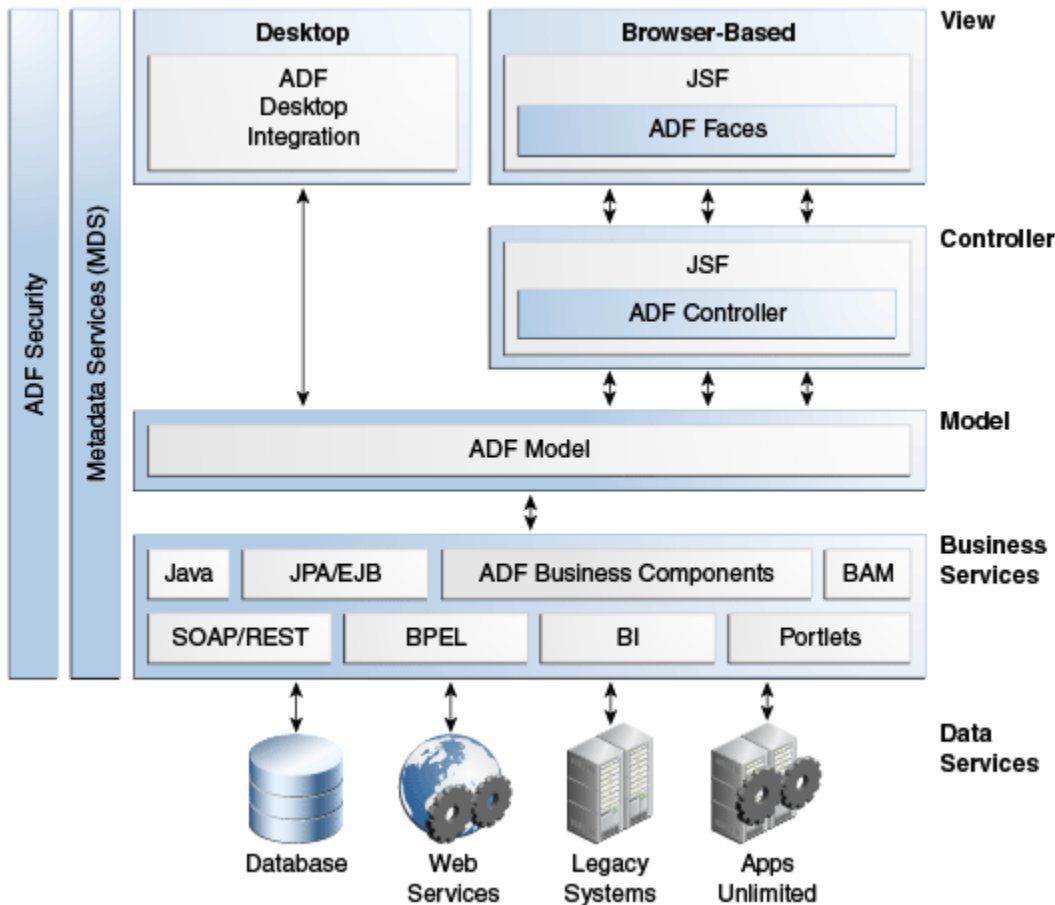 Desktop
Browser-Based
View
ADF
Desktop
Integration
JSF
ADF Faces
Controller
JSF
ADF Controller
ADF Security
Metadata Services (MDS)
Model
ADF Model
Business
Services
Java
JPA/EJB
ADF Business Components
BAM
SOAP/REST
BPEL
BI
Portlets
Data
Services
Database
Web
Services
Legacy
Systems
Apps
Unlimited